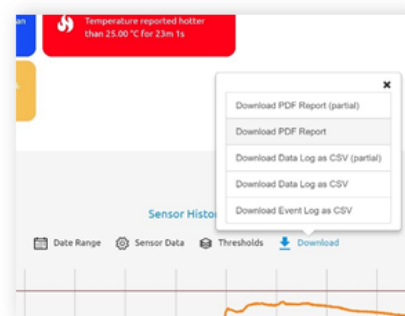 Temperature reported hotter
than 25.00 °C for 23m 1s
Download PDF Report (partial)
Download PDF Report
Download Data Log as CSV (partial)
Download Data Log as CSV
Download Event Log as CSV
Sensor Histo
Date Range
Sensor Data
Thresholds
Download